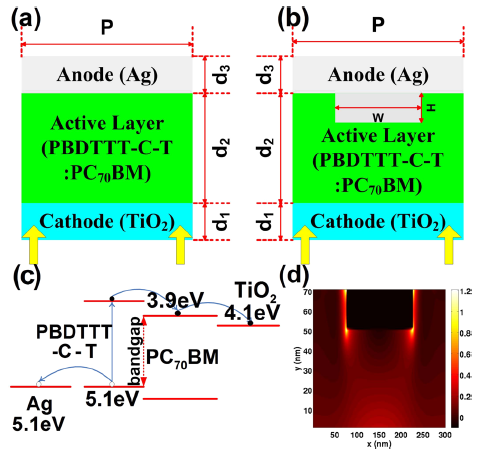 (a)
P
Anode (Ag)
d3
Active Layer
(PBDTTT-C-T
:PC70BM)
d2
Cathode (TiO2)
d1
(b)
P
Anode (Ag)
d3
W
H
Active Layer
(PBDTTT-C-T
:PC70BM)
d2
Cathode (TiO2)
d1
(c)
PBDTTT
-C-T
3.9eV
TiO2
4.1eV
bandgap
PC70BM
Ag
5.1eV
5.1eV
(d)
70
60
50
40
30
20
10
y (nm)
50 100 150 200 250 300
x (nm)
1.2
1
0.8
0.6
0.4
0.2
0